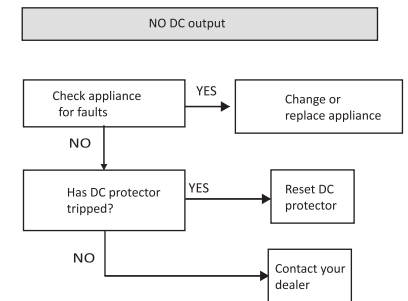 NO DC output
Check appliance
for faults
YES
Change or
replace appliance
NO
Has DC protector
tripped?
YES
Reset DC
protector
NO
Contact your
dealer